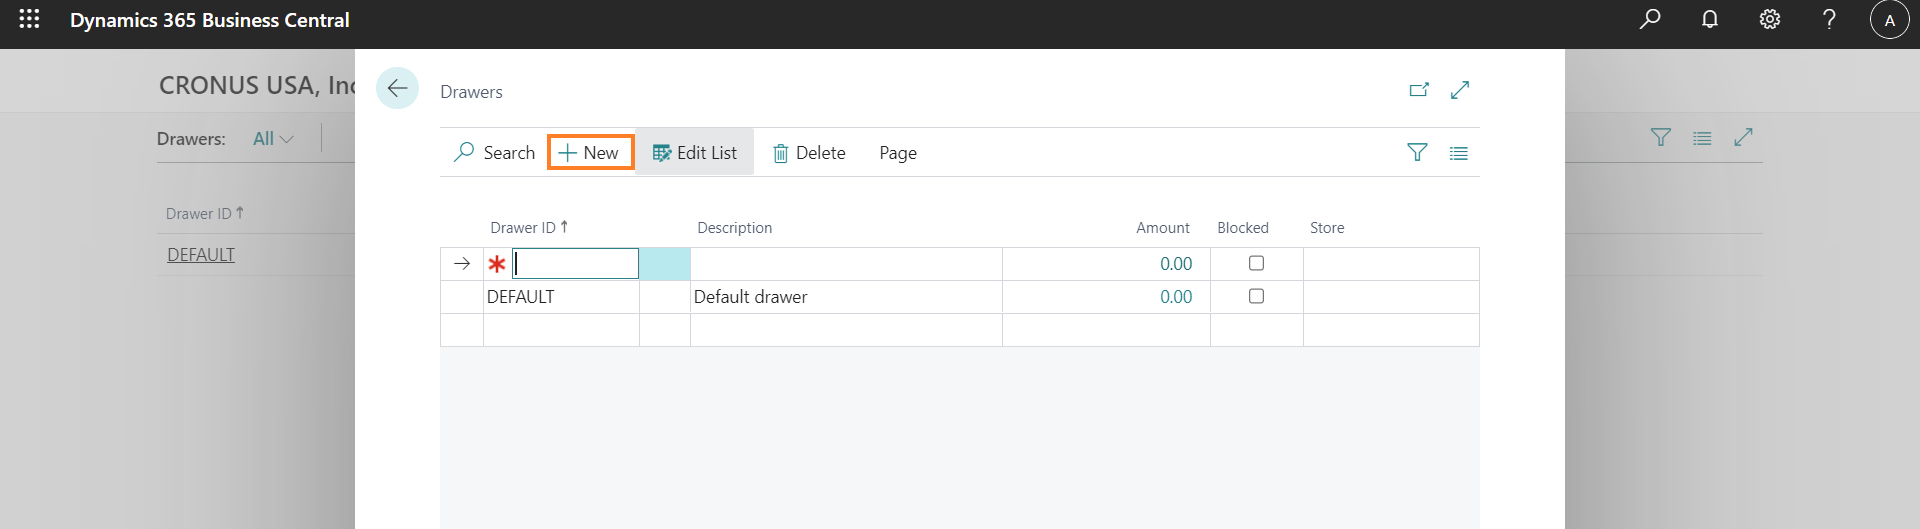 Dynamics 365 Business Central
?
A
CRONUS USA, Inc
Drawers: All
Drawer ID ↑
DEFAULT
Drawers
Search New Edit List Delete Page
Drawer ID ↑ Description Amount Blocked Store
0.00
DEFAULT Default drawer 0.00